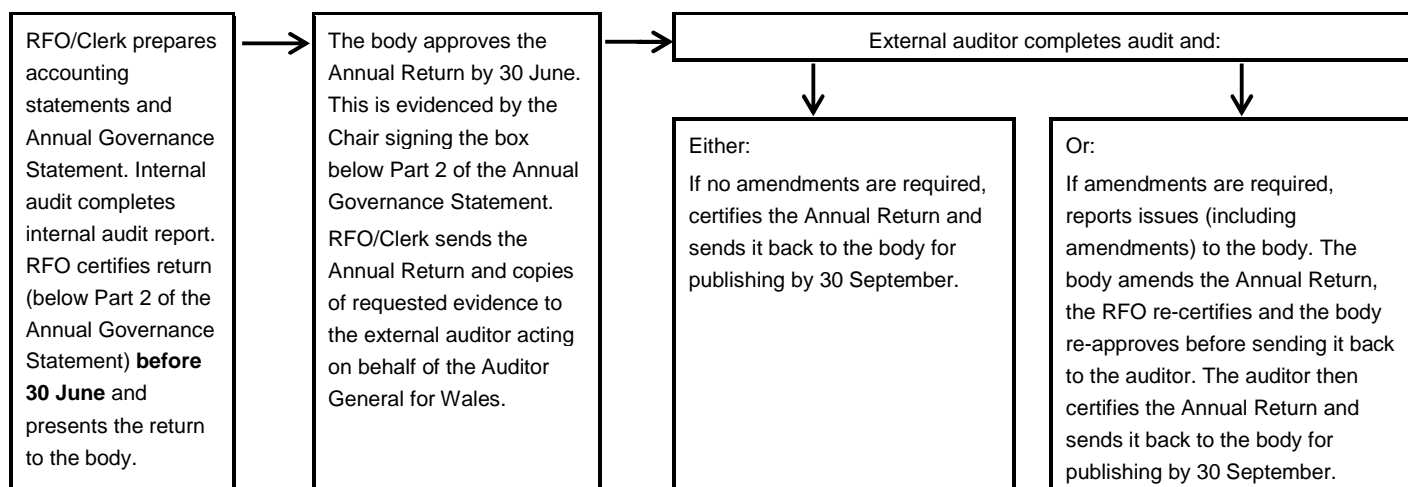 RFO/Clerk prepares
accounting
statements and
Annual Governance
Statement. Internal
audit completes
internal audit report.
RFO certifies return
(below Part 2 of the
Annual Governance
Statement) before
30 June and
presents the return
to the body.
The body approves the
Annual Return by 30 June.
This is evidenced by the
Chair signing the box
below Part 2 of the Annual
Governance Statement.
RFO/Clerk sends the
Annual Return and copies
of requested evidence to
the external auditor acting
on behalf of the Auditor
General for Wales.
External auditor completes audit and:
Either:
If no amendments are required,
certifies the Annual Return and
sends it back to the body for
publishing by 30 September.
Or:
If amendments are required,
reports issues (including
amendments) to the body. The
body amends the Annual Return,
the RFO re-certifies and the body
re-approves before sending it back
to the auditor. The auditor then
certifies the Annual Return and
sends it back to the body for
publishing by 30 September.